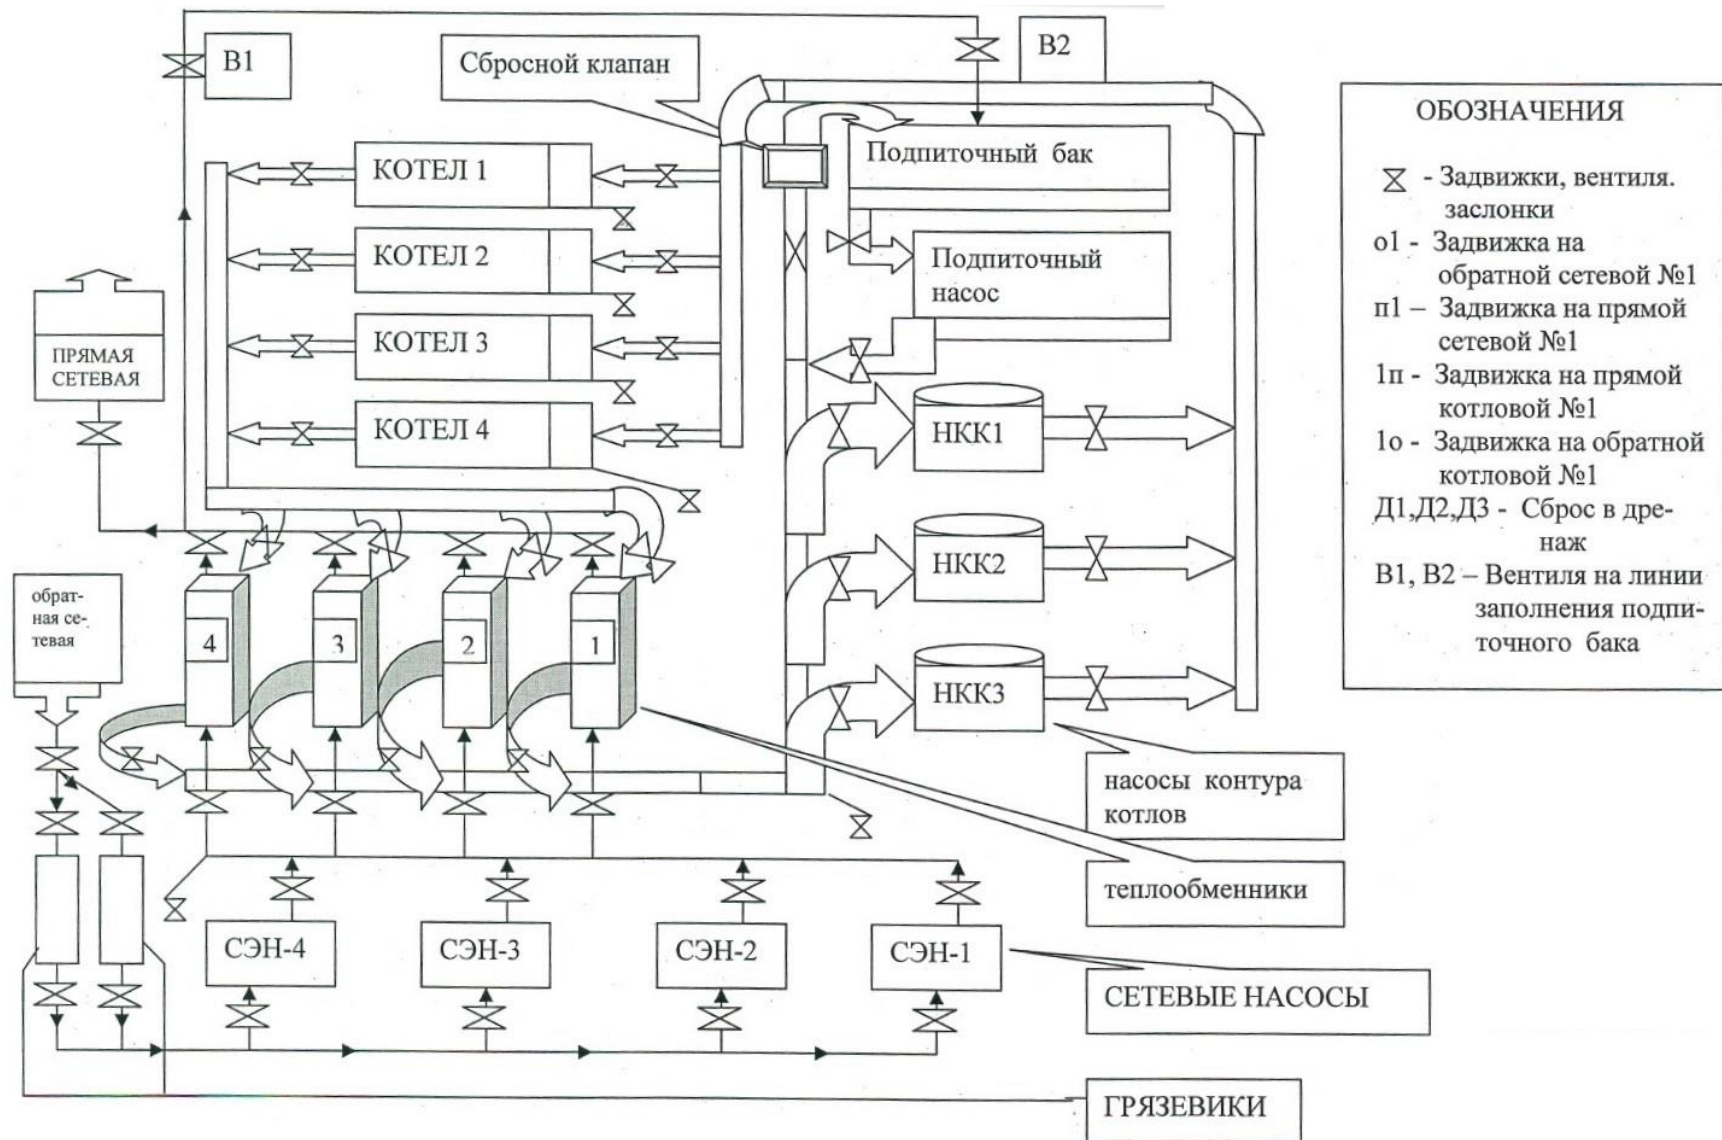 В1
Сбросной клапан
В2
Подпиточный бак
КОТЕЛ 1
КОТЕЛ 2
КОТЕЛ 3
КОТЕЛ 4
Подпиточный
насос
ПРЯМАЯ
СЕТЕВАЯ
НКК1
НКК2
НКК3
обрат-
ная се-
тевая
4
3
2
1
насосы контура
котлов
теплообменники
СЭН-4
СЭН-3
СЭН-2
СЭН-1
СЕТЕВЫЕ НАСОСЫ
ГРЯЗЕВИКИ
ОБОЗНАЧЕНИЯ
- Задвижки, вентиля.
заслонки
о1 - Задвижка на
обратной сетевой №1
п1 – Задвижка на прямой
сетевой №1
1п - Задвижка на прямой
котловой №1
1о - Задвижка на обратной
котловой №1
Д1,Д2,Д3 - Сброс в дре-
наж
В1, В2 – Вентиля на линии
заполнения подпи-
точного бака